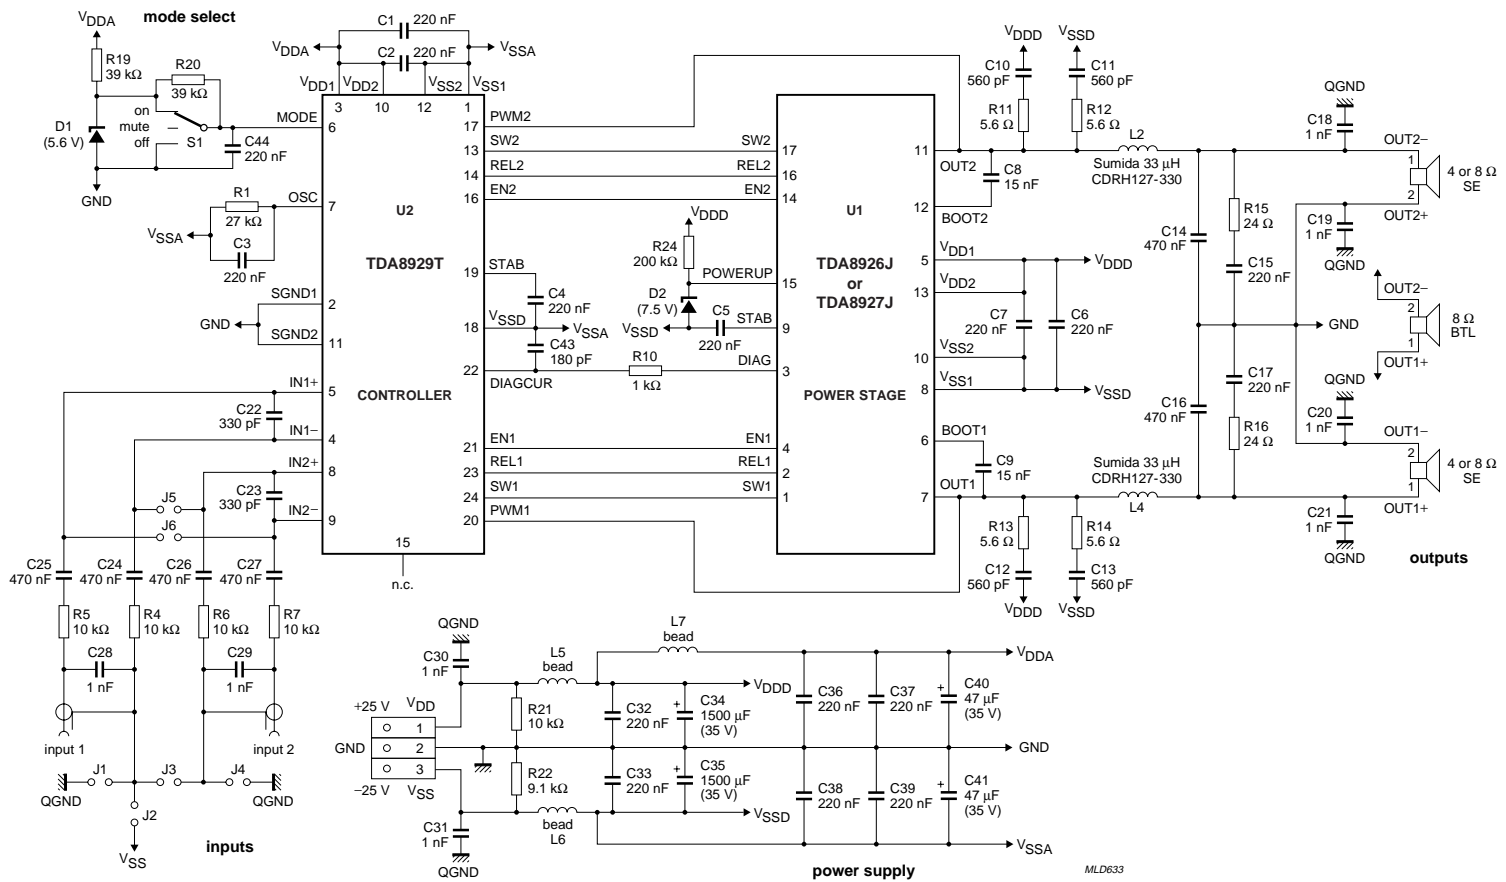 mode select
VDDA
R19
39 kΩ
R20
39 kΩ
on
mute
off
S1
D1
(5.6 V)
C44
220 nF
GND
MODE
6
C1
220 nF
C2
220 nF
VDDA
VSSA
VDD1
VDD2
VSS2
VSS1
3
10
12
1
R1
27 kΩ
OSC
7
VSSA
C3
220 nF
SGND1
2
GND
SGND2
11
U2
TDA8929T
CONTROLLER
17
PWM2
13
SW2
14
REL2
16
EN2
19
STAB
C4
220 nF
18
VSSD
VSSA
C43
180 pF
22
DIAGCUR
R10
1 kΩ
21
EN1
23
REL1
24
SW1
20
PWM1
15
n.c.
IN1+
5
C22
330 pF
IN1−
4
IN2+
8
C23
330 pF
IN2−
9
J5
J6
C25
470 nF
C24
470 nF
C26
470 nF
C27
470 nF
R5
10 kΩ
R4
10 kΩ
R6
10 kΩ
R7
10 kΩ
C28
1 nF
C29
1 nF
input 1
input 2
J1
J3
J4
QGND
QGND
J2
VSS
inputs
VDDD
R24
200 kΩ
D2
(7.5 V)
VSSD
C5
220 nF
SW2
17
REL2
16
EN2
14
POWERUP
15
STAB
9
DIAG
3
EN1
4
REL1
2
SW1
1
U1
TDA8926J
or
TDA8927J
POWER STAGE
11
OUT2
12
BOOT2
C8
15 nF
5
VDD1
13
VDD2
VDDD
C7
220 nF
C6
220 nF
10
VSS2
8
VSS1
VSSD
6
BOOT1
C9
15 nF
7
OUT1
VDDD
C10
560 pF
R11
5.6 Ω
VSSD
C11
560 pF
R12
5.6 Ω
L2
Sumida 33 μH
CDRH127-330
R13
5.6 Ω
C12
560 pF
VDDD
R14
5.6 Ω
C13
560 pF
VSSD
Sumida 33 μH
CDRH127-330
L4
C14
470 nF
R15
24 Ω
C15
220 nF
C16
470 nF
C17
220 nF
R16
24 Ω
QGND
C18
1 nF
C19
1 nF
QGND
GND
QGND
C20
1 nF
C21
1 nF
QGND
OUT2−
1
2
OUT2+
4 or 8 Ω
SE
OUT2−
2
1
OUT1+
8 Ω
BTL
OUT1−
2
1
OUT1+
4 or 8 Ω
SE
outputs
QGND
C30
1 nF
+25 V
VDD
1
GND
2
3
−25 V
VSS
C31
1 nF
QGND
L5
bead
L7
bead
R21
10 kΩ
R22
9.1 kΩ
bead
L6
VDDD
C32
220 nF
+
C34
1500 μF
(35 V)
C33
220 nF
+
C35
1500 μF
(35 V)
VSSD
C36
220 nF
C37
220 nF
+
C40
47 μF
(35 V)
VDDA
GND
C38
220 nF
C39
220 nF
+
C41
47 μF
(35 V)
VSSA
power supply
MLD633